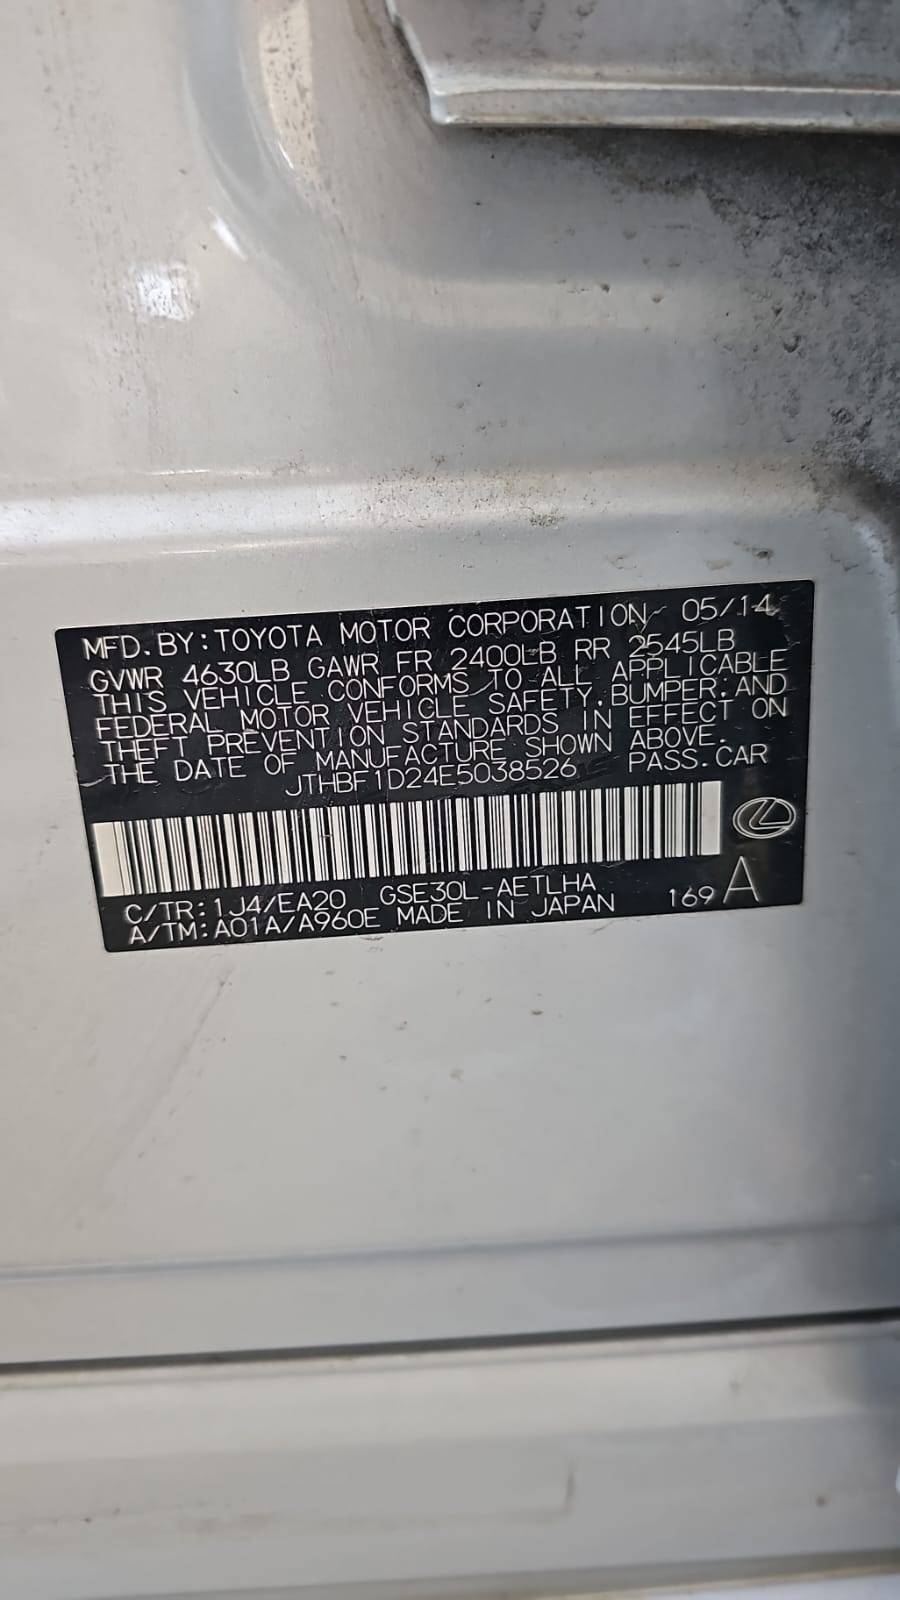 MFD. BY: TOYOTA MOTOR CORPORATION 05/14
GVWR 4630LB GAWR FR 2400LB RR 2545LB
THIS VEHICLE CONFORMS TO ALL APPLICABLE
FEDERAL MOTOR VEHICLE SAFETY, BUMPER, AND
THEFT PREVENTION STANDARDS IN EFFECT ON
THE DATE OF MANUFACTURE SHOWN ABOVE.
JTHBF1D24E5038526 PASS. CAR
C/TR: 1J4/EA20 GSE30L-AETLHA
A/TM: A01A/A960E MADE IN JAPAN 169 A